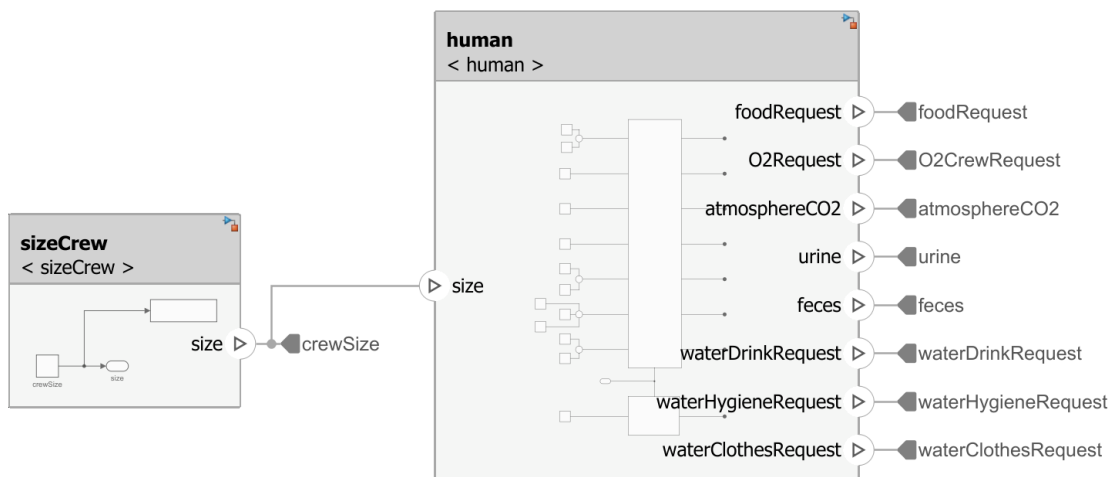 human
< human >
foodRequest foodRequest
O2Request O2CrewRequest
atmosphereCO2 atmosphereCO2
sizeCrew
< sizeCrew >
urine urine
size
feces feces
size crewSize
waterDrinkRequest waterDrinkRequest
crewSize size
waterHygieneRequest waterHygieneRequest
waterClothesRequest waterClothesRequest